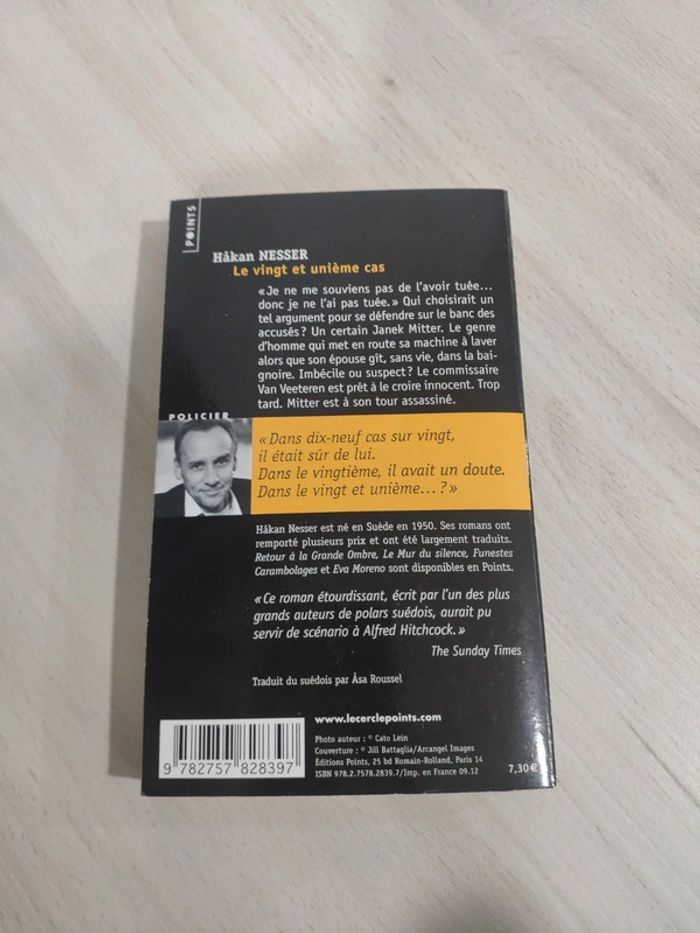 POINTS
Håkan NESSER
Le vingt et unième cas
« Je ne me souviens pas de l'avoir tuée...
donc je ne l'ai pas tuée. » Qui choisirait un
tel argument pour se défendre sur le banc des
accusés ? Un certain Janek Mitter. Le genre
d'homme qui met en route sa machine à laver
alors que son épouse gît, sans vie, dans la bai-
gnoire. Imbécile ou suspect ? Le commissaire
Van Veeteren est prêt à le croire innocent. Trop
tard. Mitter est à son tour assassiné.
POLICIER
« Dans dix-neuf cas sur vingt,
il était sûr de lui.
Dans le vingtième, il avait un doute.
Dans le vingt et unième... ? »
Håkan Nesser est né en Suède en 1950. Ses romans ont
remporté plusieurs prix et ont été largement traduits.
Retour à la Grande Ombre, Le Mur du silence, Funestes
Carambolages et Eva Moreno sont disponibles en Points.
« Ce roman étourdissant, écrit par l'un des plus
grands auteurs de polars suédois, aurait pu
servir de scénario à Alfred Hitchcock. »
The Sunday Times
Traduit du suédois par Åsa Roussel
www.lecerclepoints.com
Photo auteur : © Cato Lein
Couverture : © Jill Battaglia/Arcangel Images
Éditions Points, 25 bd Romain-Rolland, Paris 14
ISBN 978.2.7578.2839.7/Imp. en France 09.12
7,30 €
9 782757 828397